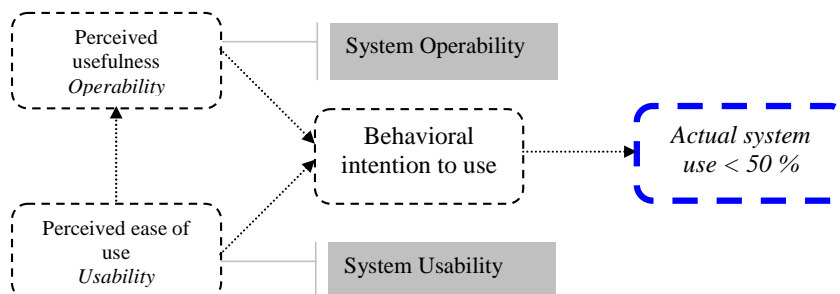 Perceived
usefulness
Operability
System Operability
Behavioral
intention to use
Actual system
use < 50 %
Perceived ease of
use
Usability
System Usability